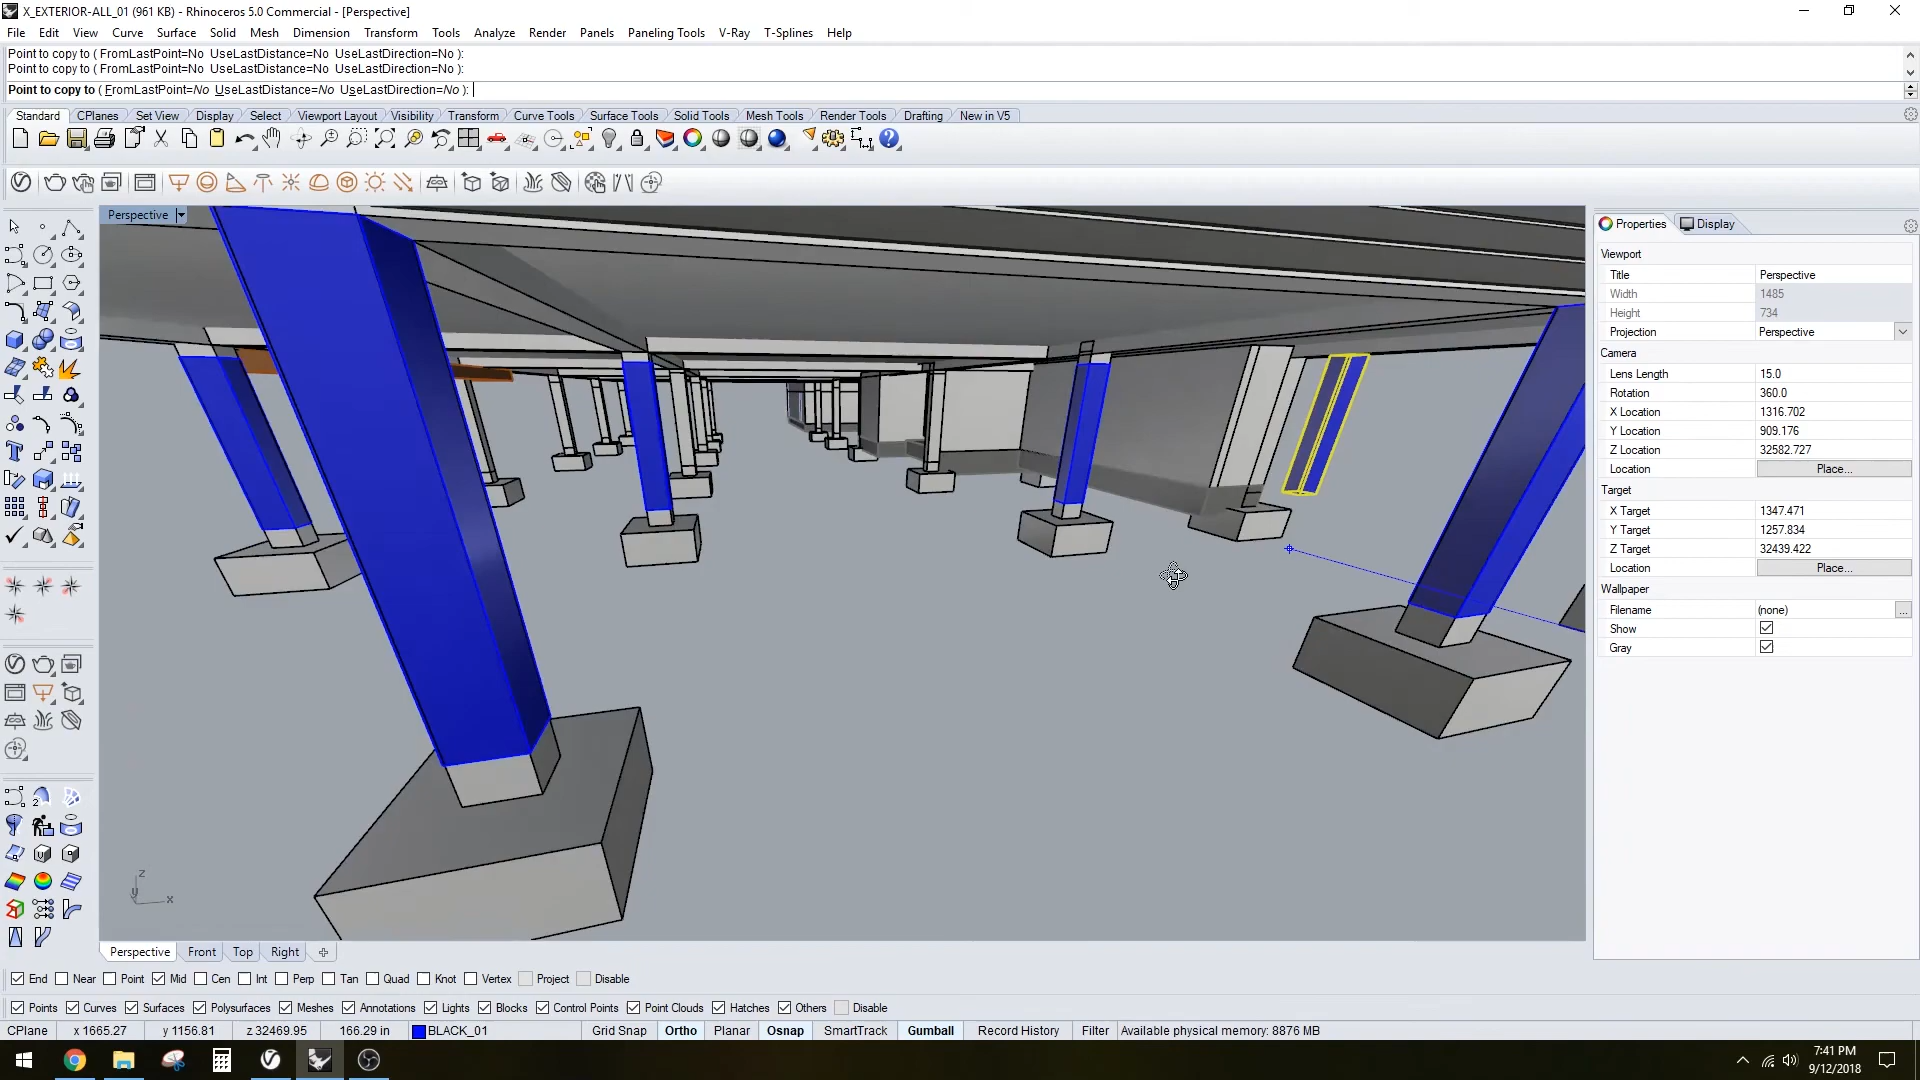 X_EXTERIOR-ALL_01 (961 KB) - Rhinoceros 5.0 Commercial - [Perspective]
File Edit View Curve Surface Solid Mesh Dimension Transform Tools Analyze Render Panels Paneling Tools V-Ray T-Splines Help
Point to copy to ( FromLastPoint=No UseLastDistance=No UseLastDirection=No ):
Point to copy to ( FromLastPoint=No UseLastDistance=No UseLastDirection=No ):
Point to copy to ( FromLastPoint=No UseLastDistance=No UseLastDirection=No ):
Standard CPlanes Set View Display Select Viewport Layout Visibility Transform Curve Tools Surface Tools Solid Tools Mesh Tools Render Tools Drafting New in V5
Perspective
Properties Display
Viewport
Title Perspective
Width 1485
Height 734
Projection Perspective
Camera
Lens Length 15.0
Rotation 360.0
X Location 1316.702
Y Location 909.176
Z Location 32582.727
Location Place...
Target
X Target 1347.471
Y Target 1257.834
Z Target 32439.422
Location Place...
Wallpaper
Filename (none) ...
Show
Gray
z
y
x
Perspective Front Top Right
End Near Point Mid Cen Int Perp Tan Quad Knot Vertex Project Disable
Points Curves Surfaces Polysurfaces Meshes Annotations Lights Blocks Control Points Point Clouds Hatches Others Disable
CPlane x 1665.27 y 1156.81 z 32469.95 166.29 in BLACK_01 Grid Snap Ortho Planar Osnap SmartTrack Gumball Record History Filter Available physical memory: 8876 MB
7:41 PM
9/12/2018